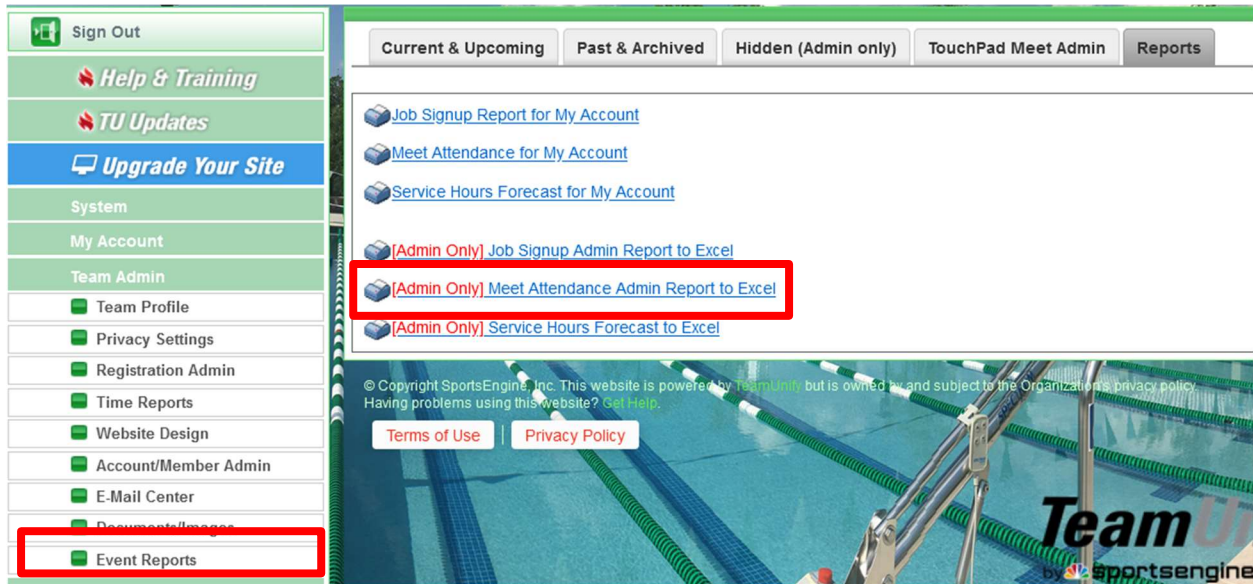 Sign Out
Help & Training
TU Updates
Upgrade Your Site
System
My Account
Team Admin
Team Profile
Privacy Settings
Registration Admin
Time Reports
Website Design
Account/Member Admin
E-Mail Center
Documents/Images
Event Reports
Current & Upcoming
Past & Archived
Hidden (Admin only)
TouchPad Meet Admin
Reports
Job Signup Report for My Account
Meet Attendance for My Account
Service Hours Forecast for My Account
[Admin Only] Job Signup Admin Report to Excel
[Admin Only] Meet Attendance Admin Report to Excel
[Admin Only] Service Hours Forecast to Excel
© Copyright SportsEngine, Inc. This website is powered by TeamUnify but is owned by and subject to the Organization's privacy policy.
Having problems using this website? Get Help.
Terms of Use | Privacy Policy
TeamUn
by sportsengine